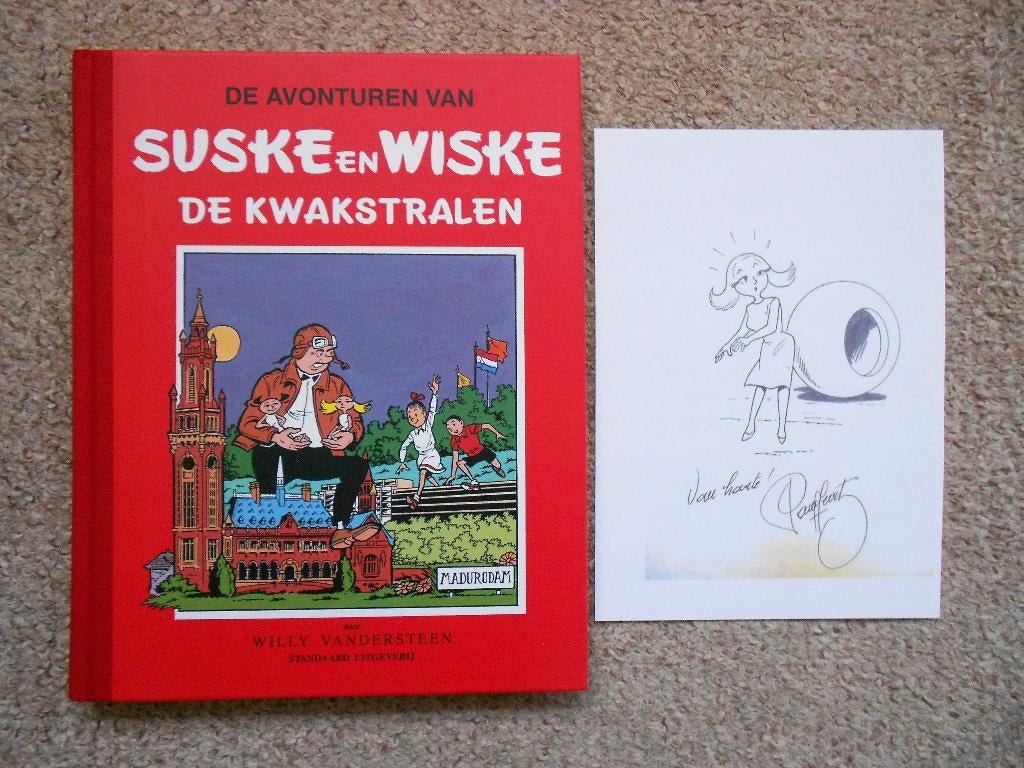 DE AVONTUREN VAN
SUSKE EN WISKE
DE KWAKSTRALEN
MADURODAM
door
WILLY VANDERSTEEN
STANDAARD UITGEVERIJ
Van harte!